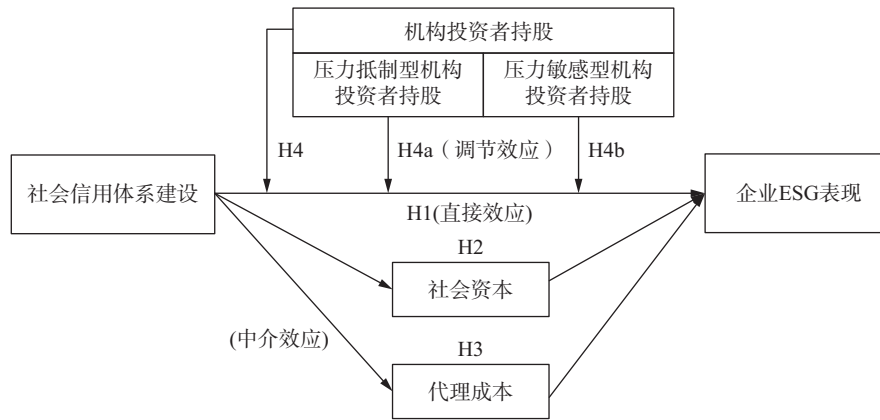 机构投资者持股
压力抵制型机构
投资者持股
压力敏感型机构
投资者持股
H4
H4a（调节效应）
H4b
社会信用体系建设
企业ESG表现
H1(直接效应)
H2
社会资本
(中介效应)
H3
代理成本